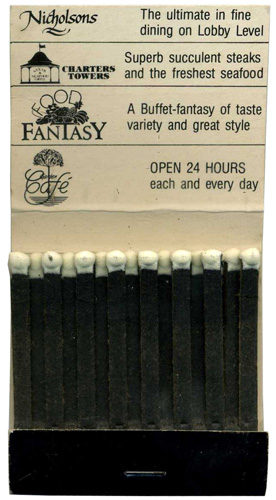 Nicholsons
The ultimate in fine
dining on Lobby Level
CHARTERS
TOWERS
Superb succulent steaks
and the freshest seafood
FOOD
FANTASY
A Buffet-fantasy of taste
variety and great style
Café
OPEN 24 HOURS
each and every day